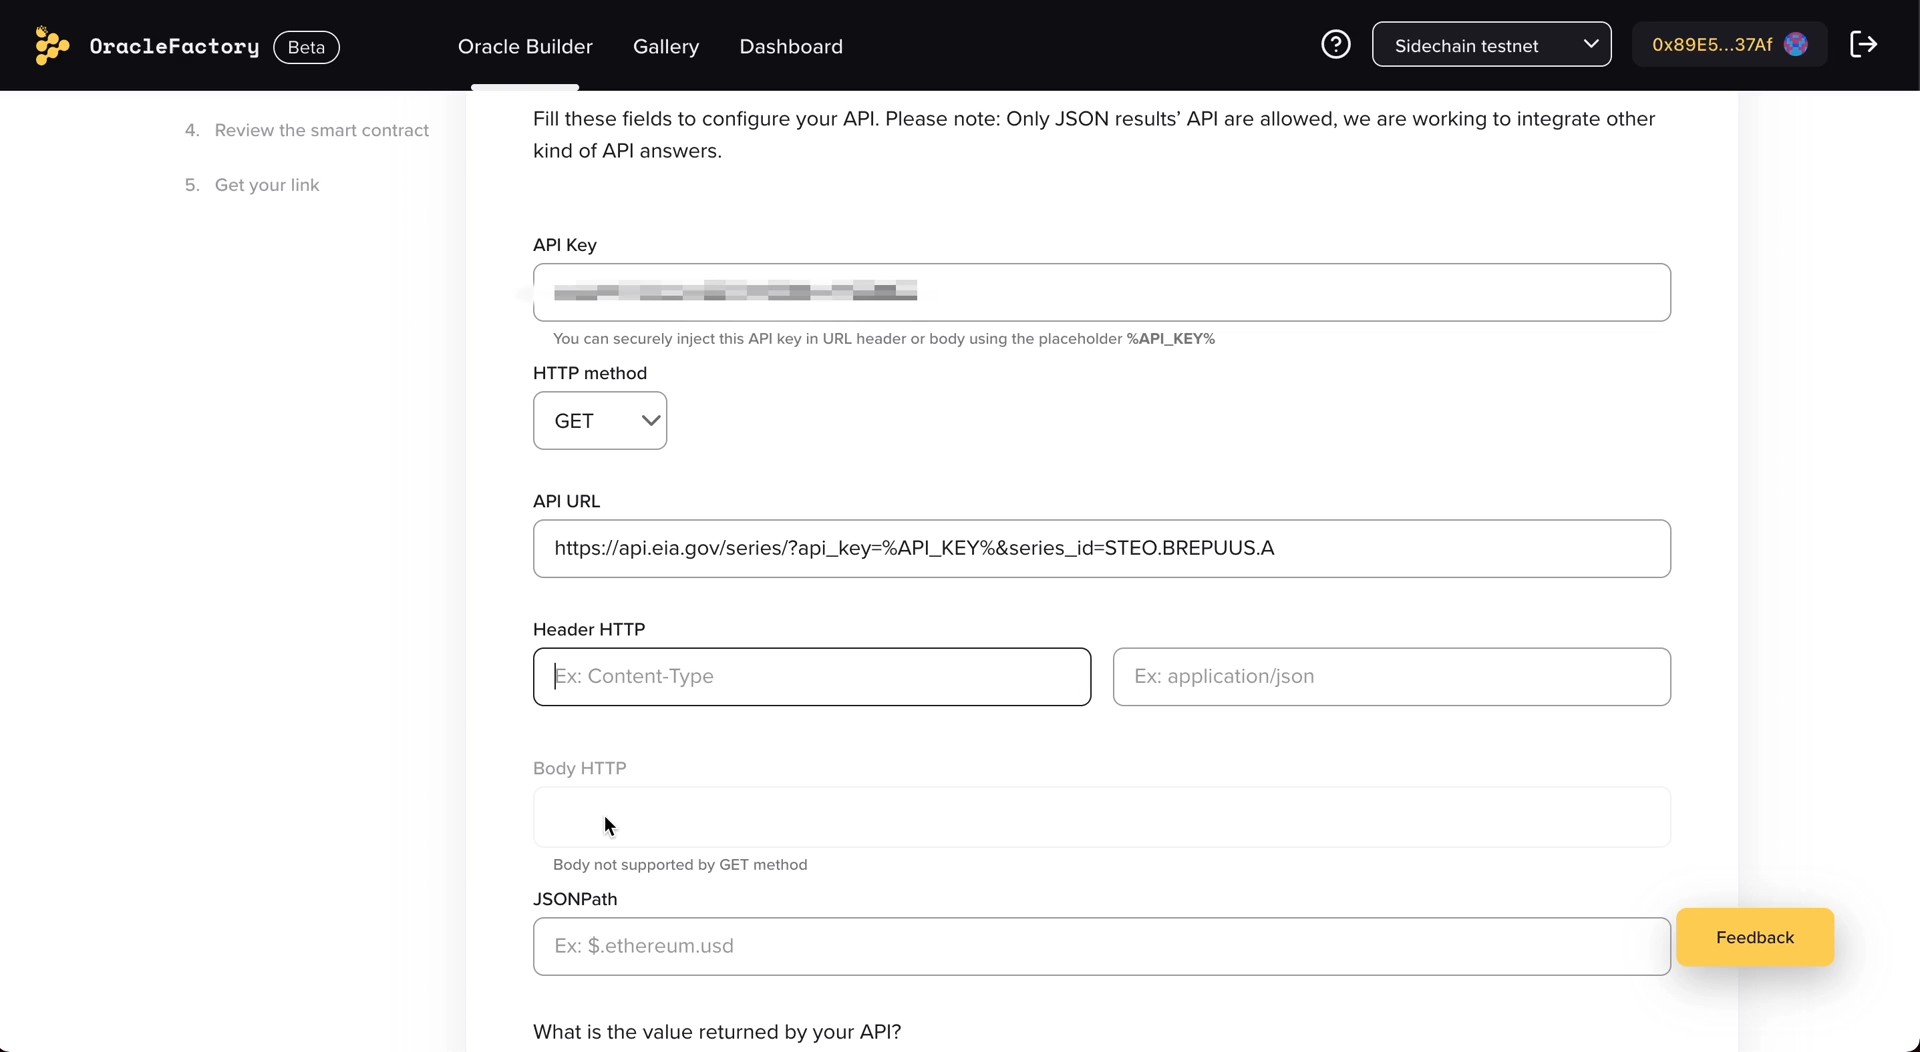 OracleFactory Beta Oracle Builder Gallery Dashboard ? Sidechain testnet 0x89E5...37Af
4. Review the smart contract
5. Get your link
Fill these fields to configure your API. Please note: Only JSON results’ API are allowed, we are working to integrate other
kind of API answers.
API Key
You can securely inject this API key in URL header or body using the placeholder %API_KEY%
HTTP method
GET
API URL
https://api.eia.gov/series/?api_key=%API_KEY%&series_id=STEO.BREPUUS.A
Header HTTP
Ex: Content-Type Ex: application/json
Body HTTP
Body not supported by GET method
JSONPath
Ex: $.ethereum.usd
Feedback
What is the value returned by your API?